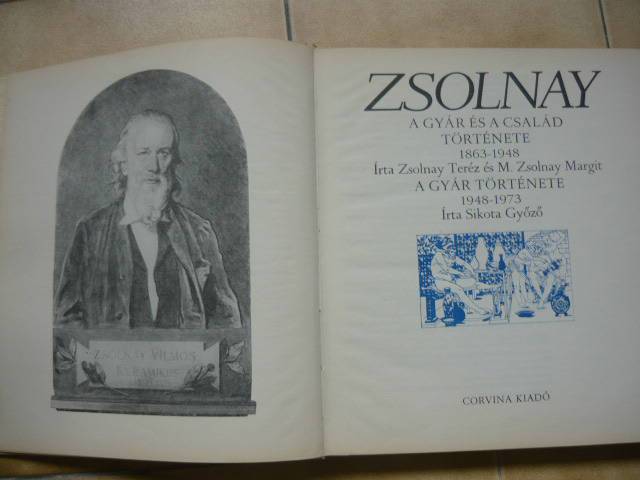 ZSOLNAY VILMOS
KERAMIKUS
ZSOLNAY
A GYÁR ÉS A CSALÁD
TÖRTÉNETE
1863-1948
Írta Zsolnay Teréz és M. Zsolnay Margit
A GYÁR TÖRTÉNETE
1948-1973
Írta Sikota Győző
CORVINA KIADÓ